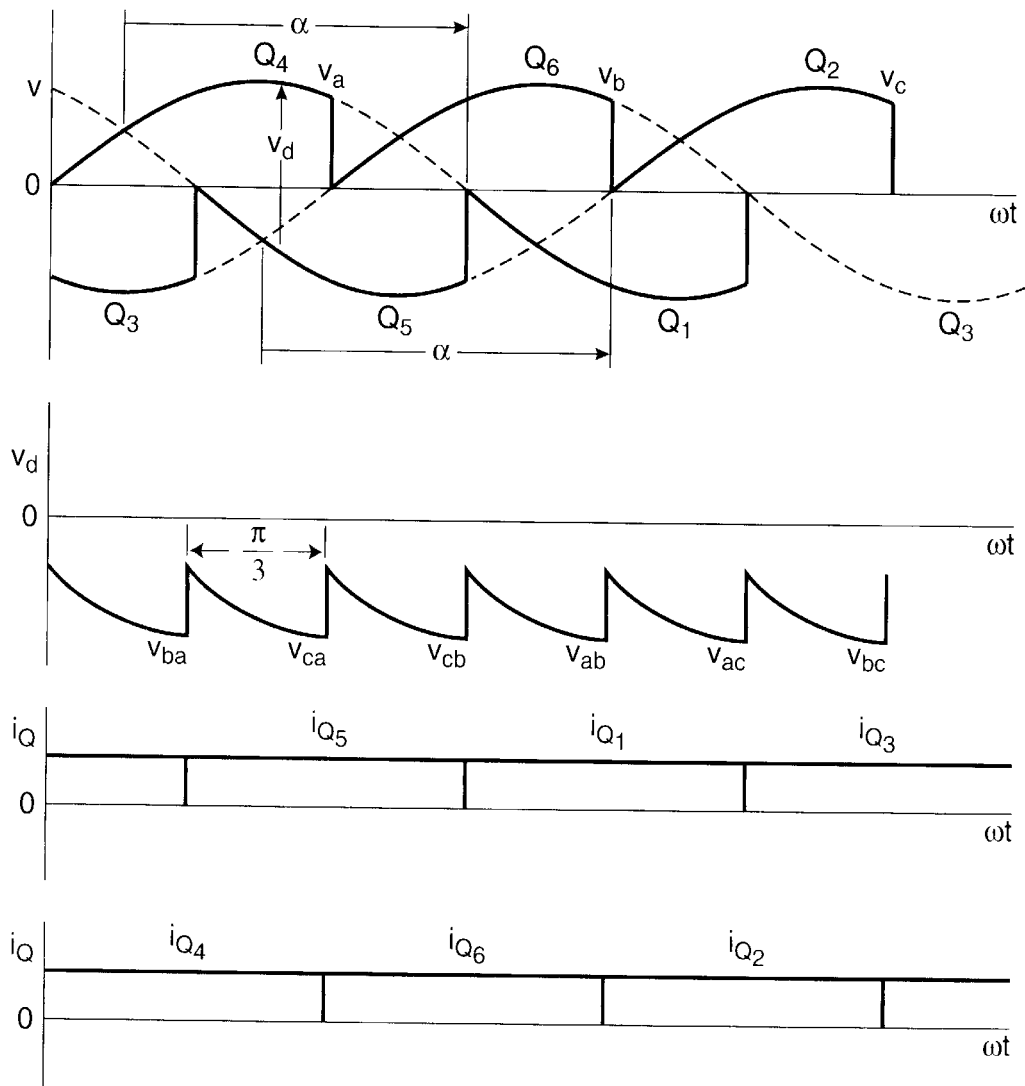 α
Q4 va Q6 vb Q2 vc
v
vd
0
ωt
Q3 Q5 Q1 Q3
α
vd
0
ωt
π
3
vba vca vcb vab vac vbc
iQ iQ5 iQ1 iQ3
0
ωt
iQ iQ4 iQ6 iQ2
0
ωt